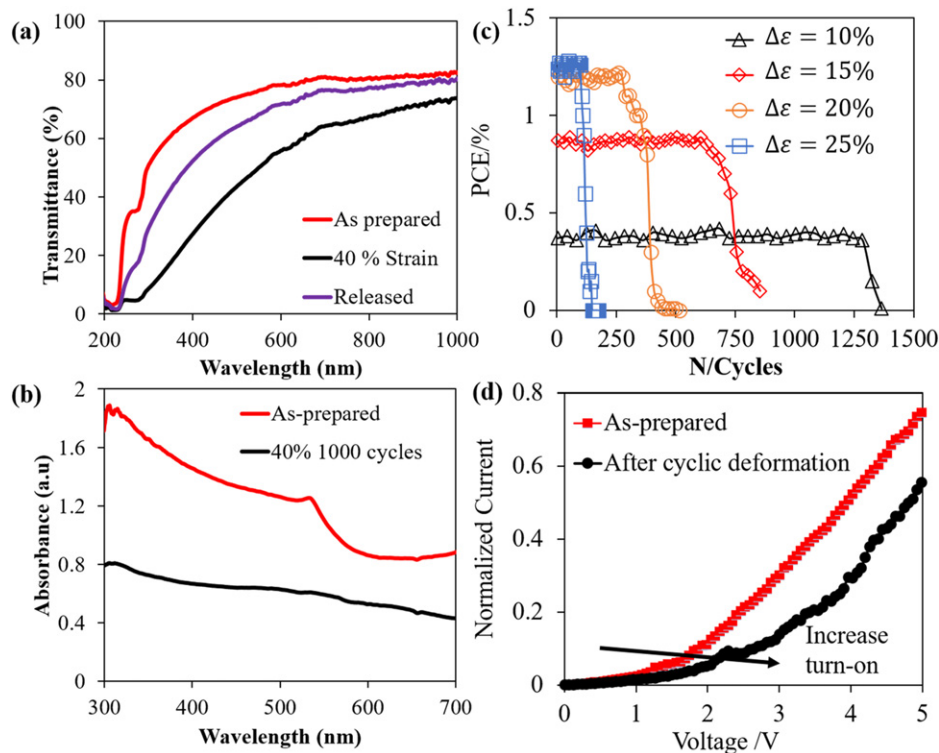 (a)
100
80
60
40
20
0
Transmittance (%)
As prepared
40 % Strain
Released
200 400 600 800 1000
Wavelength (nm)
(c)
1.5
1
0.5
0
PCE/%
Δε = 10%
Δε = 15%
Δε = 20%
Δε = 25%
0 250 500 750 1000 1250 1500
N/Cycles
(b)
2
1.6
1.2
0.8
0.4
0
Absorbance (a.u)
As-prepared
40% 1000 cycles
300 400 500 600 700
Wavelength (nm)
(d)
0.8
0.6
0.4
0.2
0
Normalized Current
As-prepared
After cyclic deformation
Increase
turn-on
0 1 2 3 4 5
Voltage /V